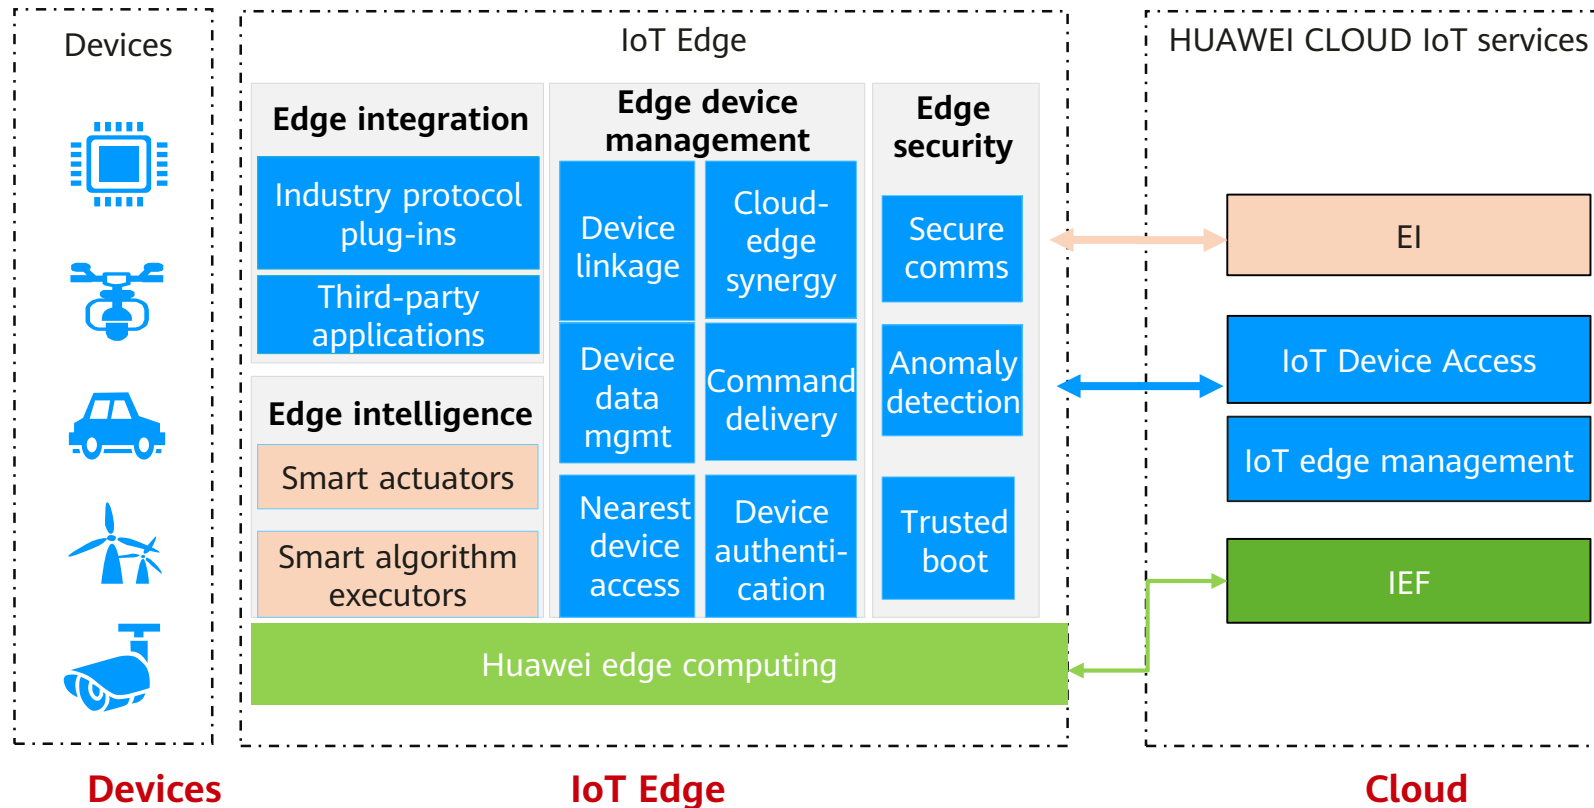 Devices
IoT Edge
HUAWEI CLOUD IoT services
Edge integration
Industry protocol
plug-ins
Third-party
applications
Edge intelligence
Smart actuators
Smart algorithm
executors
Edge device
management
Device
linkage
Cloud-
edge
synergy
Device
data
mgmt
Command
delivery
Nearest
device
access
Device
authenti-
cation
Edge
security
Secure
comms
Anomaly
detection
Trusted
boot
Huawei edge computing
EI
IoT Device Access
IoT edge management
IEF
Devices
IoT Edge
Cloud